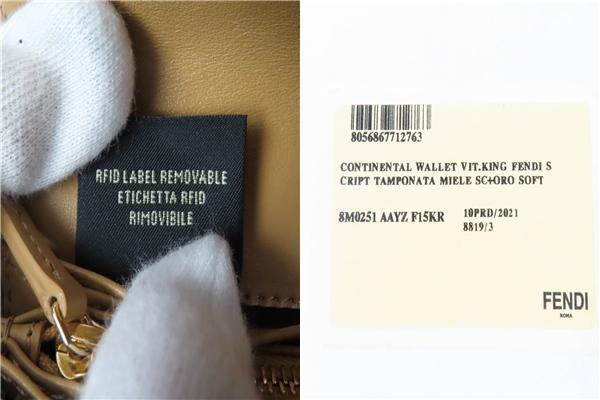 RFID LABEL REMOVABLE
ETICHETTA RFID
RIMOVIBILE
8056867712763
CONTINENTAL WALLET VIT.KING FENDI S
CRIPT TAMPONATA MIELE SC+ORO SOFT
8M0251 AAYZ F15KR
10PRD/2021
8819/3
FENDI
ROMA